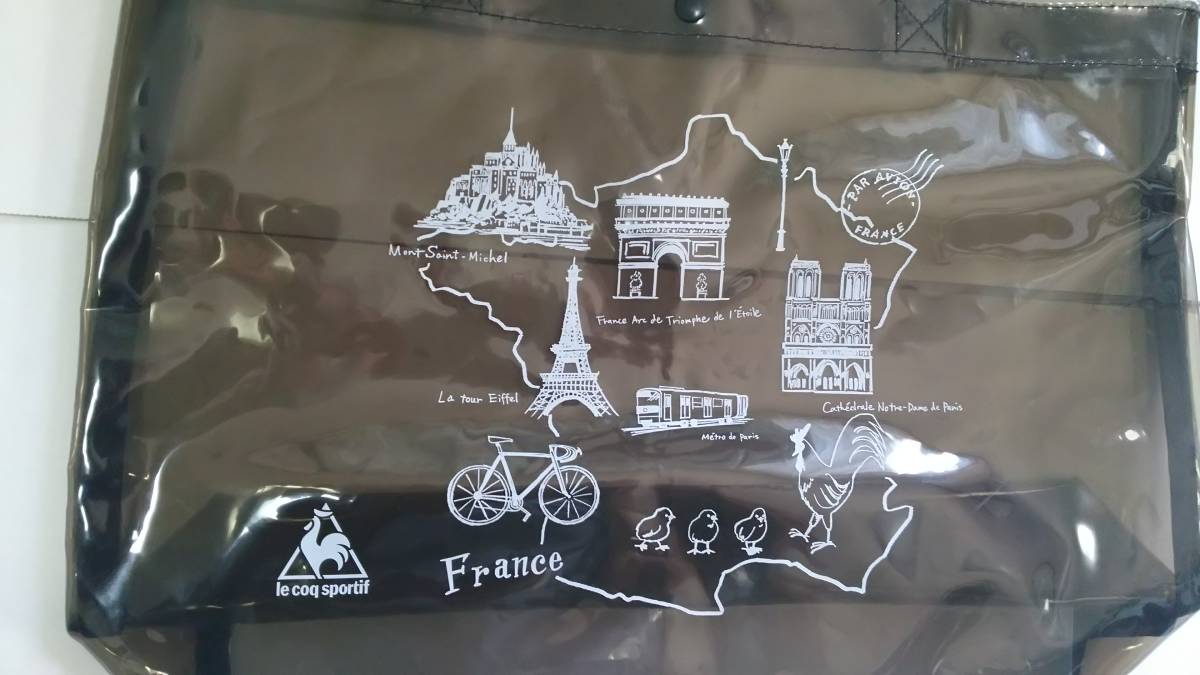 PAR AVION
FRANCE
Mont Saint-Michel
France Arc de Triomphe de l'Étoile
La tour Eiffel
Cathédrale Notre-Dame de Paris
Métro de Paris
France
le coq sportif